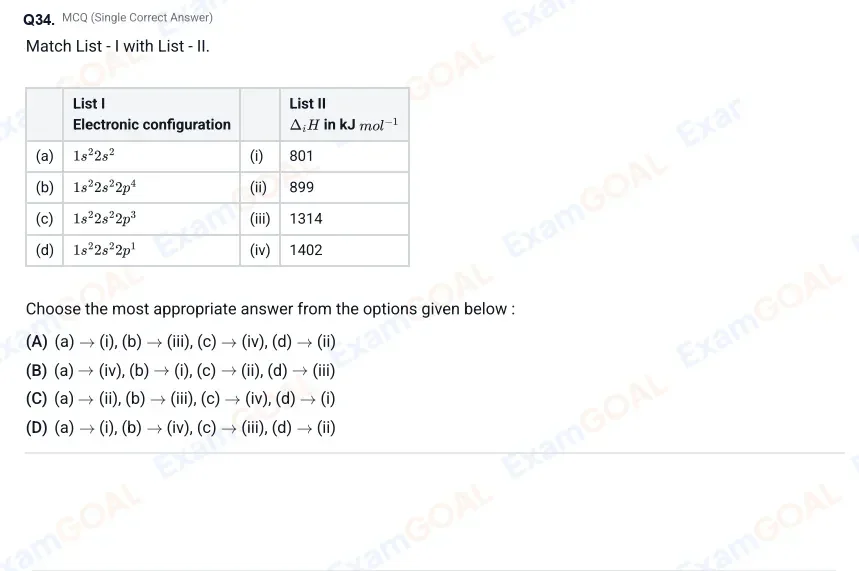 Q34. MCQ (Single Correct Answer)
Match List - I with List - II.
List I
Electronic configuration
List II
Δ_iH in kJ mol⁻¹
(a) 1s²2s² (i) 801
(b) 1s²2s²2p⁴ (ii) 899
(c) 1s²2s²2p³ (iii) 1314
(d) 1s²2s²2p¹ (iv) 1402
Choose the most appropriate answer from the options given below :
(A) (a) → (i), (b) → (iii), (c) → (iv), (d) → (ii)
(B) (a) → (iv), (b) → (i), (c) → (ii), (d) → (iii)
(C) (a) → (ii), (b) → (iii), (c) → (iv), (d) → (i)
(D) (a) → (i), (b) → (iv), (c) → (iii), (d) → (ii)
ExamGOAL